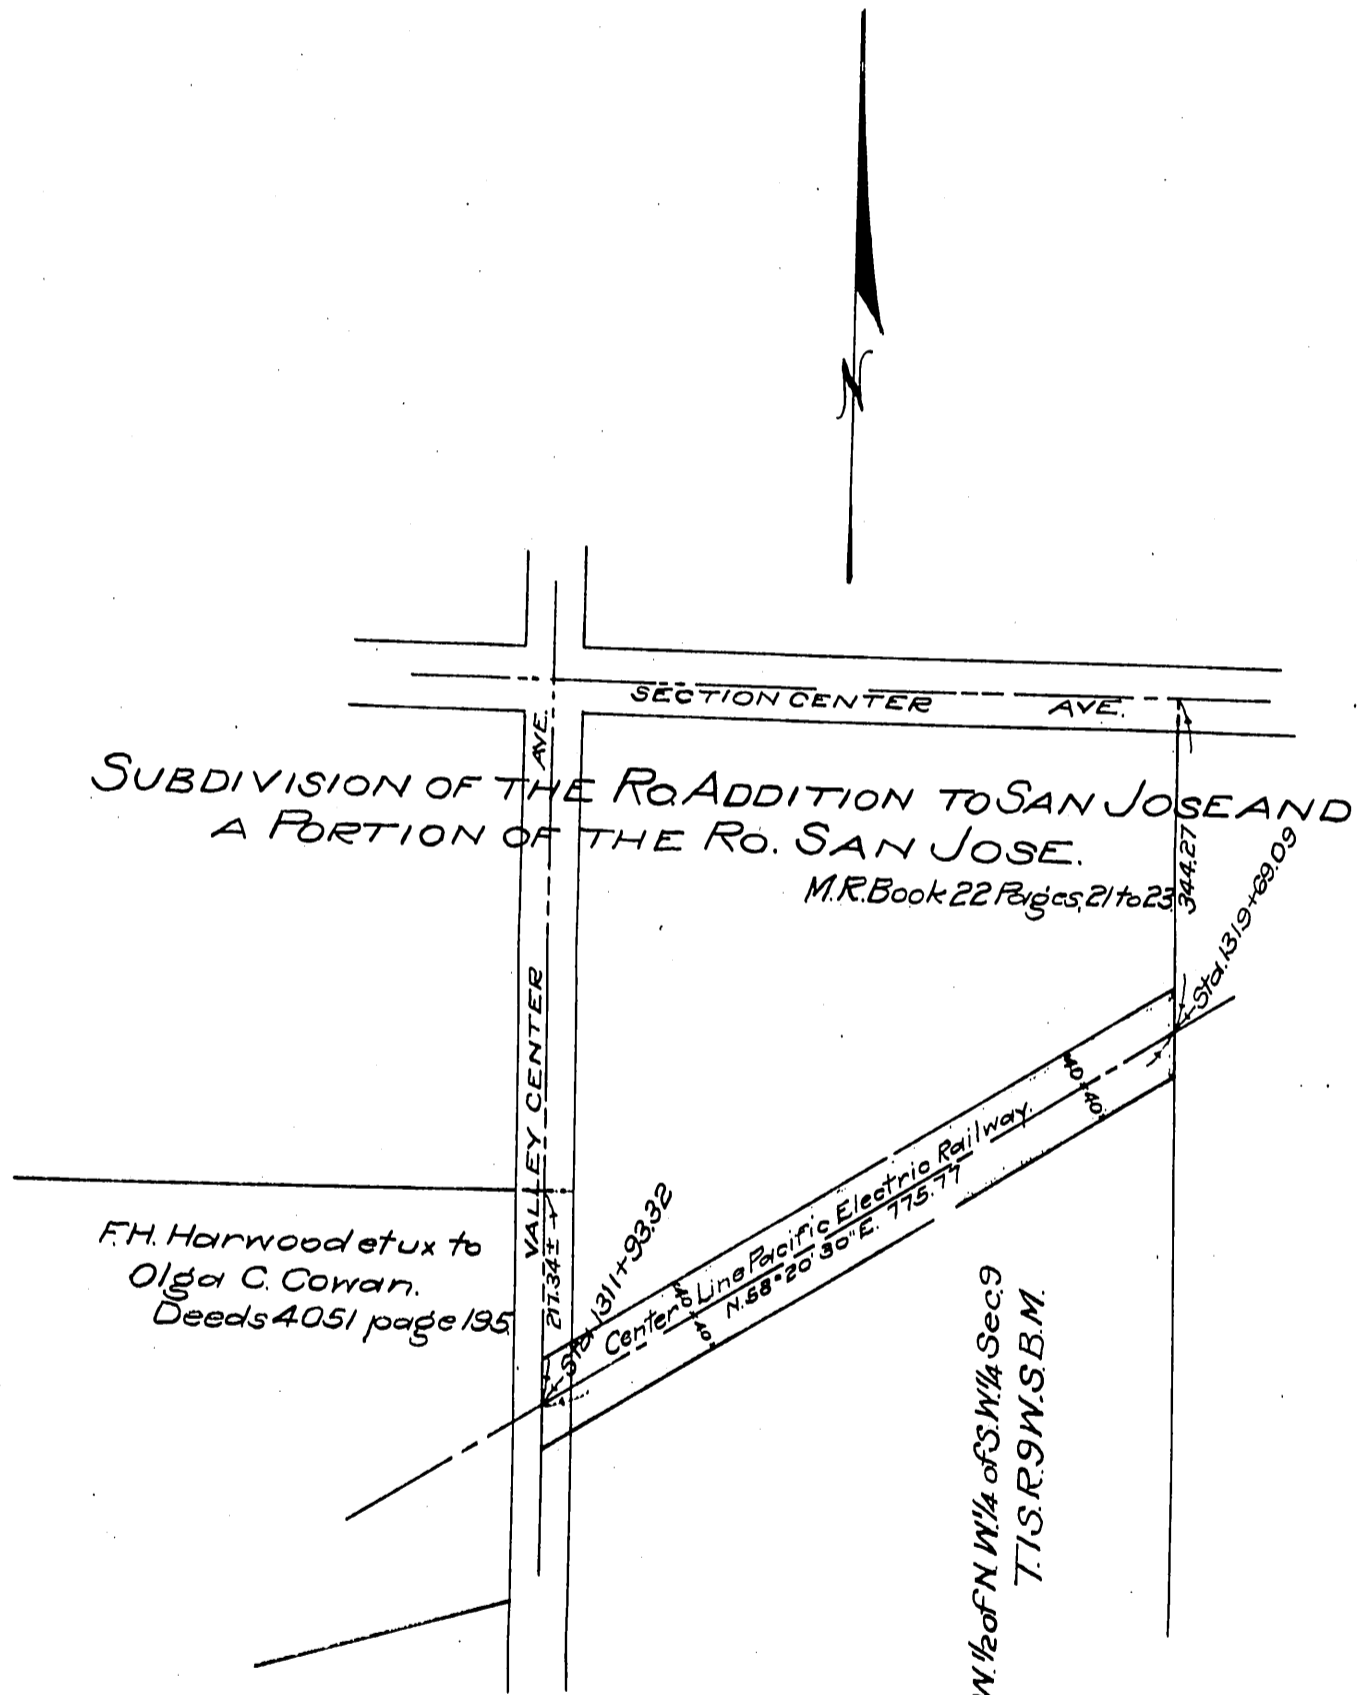 N
SECTION CENTER AVE.
VALLEY CENTER AVE.
SUBDIVISION OF THE RO. ADDITION TO SAN JOSE AND
A PORTION OF THE RO. SAN JOSE.
M.R. Book 22 Pages, 21 to 23
344.27
Sta. 1319+69.09
F.H. Harwood et ux to
Olga C. Cowan.
Deeds 4051 page 195
217.34±
Sta. 1311+93.32
40'
40'
Center Line Pacific Electric Railway.
N.58°20'30"E. 775.77
40'
40'
W.1/2 of N.W.1/4 of S.W.1/4 Sec.9
T.1S.R.9W.S.B.M.